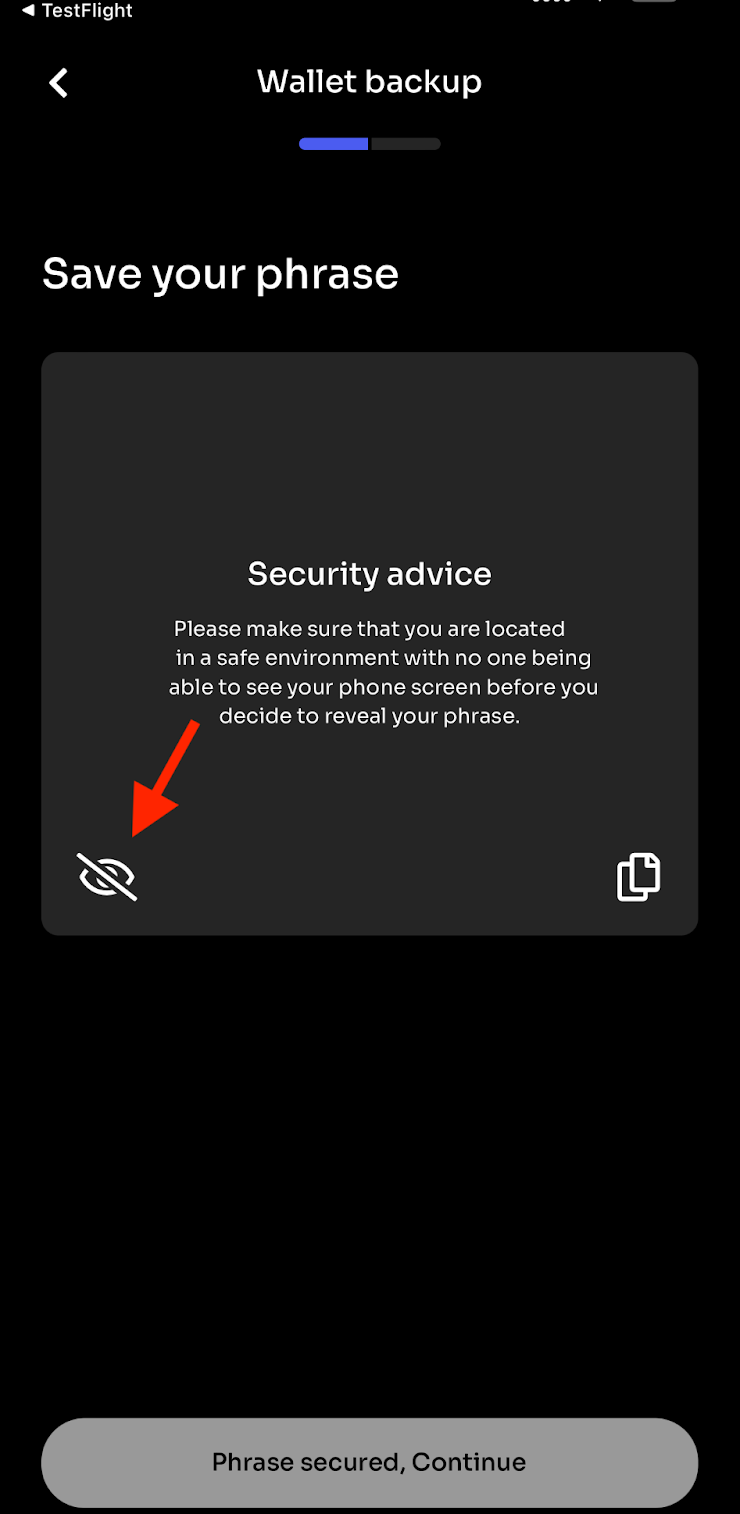 TestFlight
Wallet backup
Save your phrase
Security advice
Please make sure that you are located
in a safe environment with no one being
able to see your phone screen before you
decide to reveal your phrase.
Phrase secured, Continue